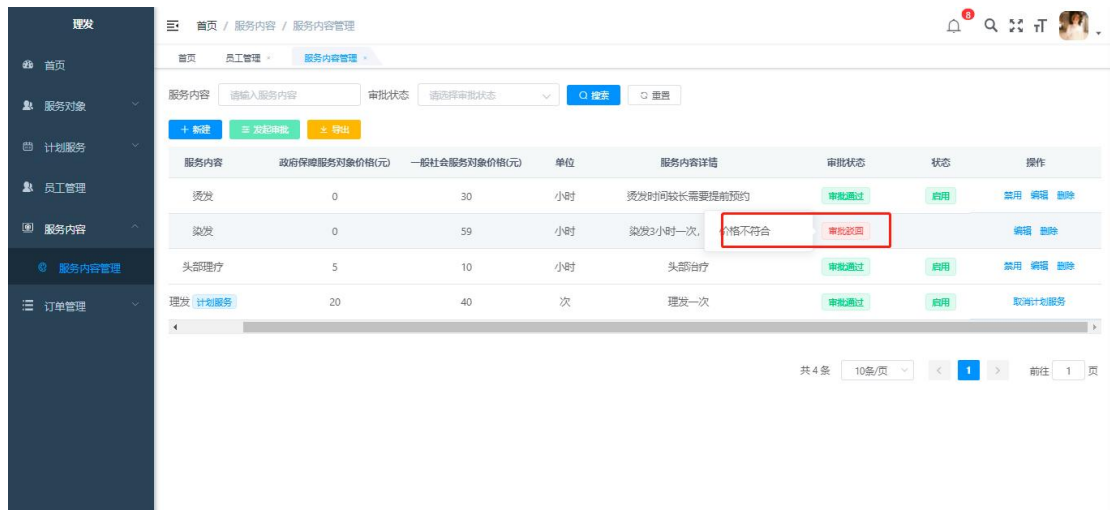 理发
首页 / 服务内容 / 服务内容管理
8
首页
服务对象
计划服务
员工管理
服务内容
服务内容管理
订单管理
首页 员工管理 × 服务内容管理 ×
服务内容 请输入服务内容 审批状态 请选择审批状态 搜索 重置
+ 新建 发起审批 导出
服务内容 政府保障服务对象价格(元) 一般社会服务对象价格(元) 单位 服务内容详情 审批状态 状态 操作
烫发 0 30 小时 烫发时间较长需要提前预约 审批通过 启用 禁用 编辑 删除
染发 0 59 小时 染发3小时一次, 价格不符合 审批驳回 编辑 删除
头部理疗 5 10 小时 头部治疗 审批通过 启用 禁用 编辑 删除
理发 计划服务 20 40 次 理发一次 审批通过 启用 取消计划服务
共 4 条 10条/页 < 1 > 前往 1 页